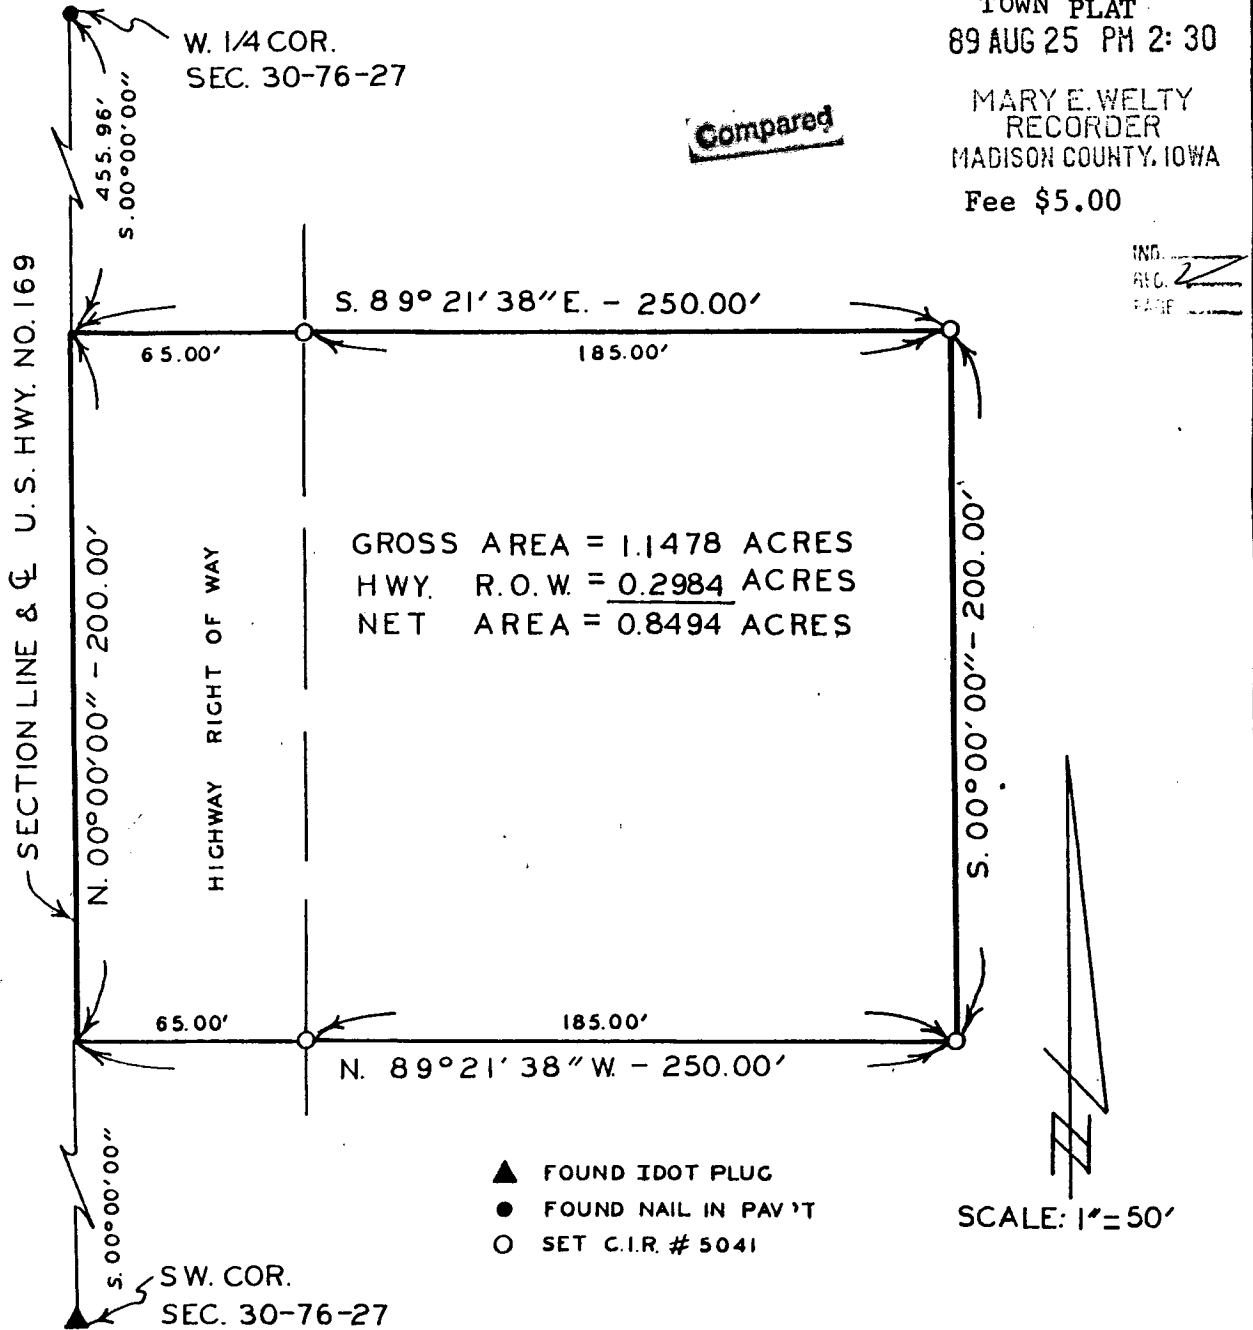 TOWN PLAT
89 AUG 25 PM 2:30
MARY E. WELTY
RECORDER
MADISON COUNTY, IOWA
Fee $5.00
Compared
IND.
REC. 2
PAGE
W. 1/4 COR.
SEC. 30-76-27
455.96'
S. 00°00'00"
S. 89° 21' 38" E. - 250.00'
65.00'
185.00'
SECTION LINE & ℄ U.S. HWY. NO. 169
N. 00°00'00" - 200.00'
HIGHWAY RIGHT OF WAY
GROSS AREA = 1.1478 ACRES
HWY. R.O.W. = 0.2984 ACRES
NET AREA = 0.8494 ACRES
S. 00°00'00" - 200.00'
65.00'
185.00'
N. 89°21'38" W. - 250.00'
S. 00°00'00"
SW. COR.
SEC. 30-76-27
▲ FOUND IDOT PLUG
● FOUND NAIL IN PAV'T
○ SET C.I.R. # 5041
N
SCALE: 1" = 50'